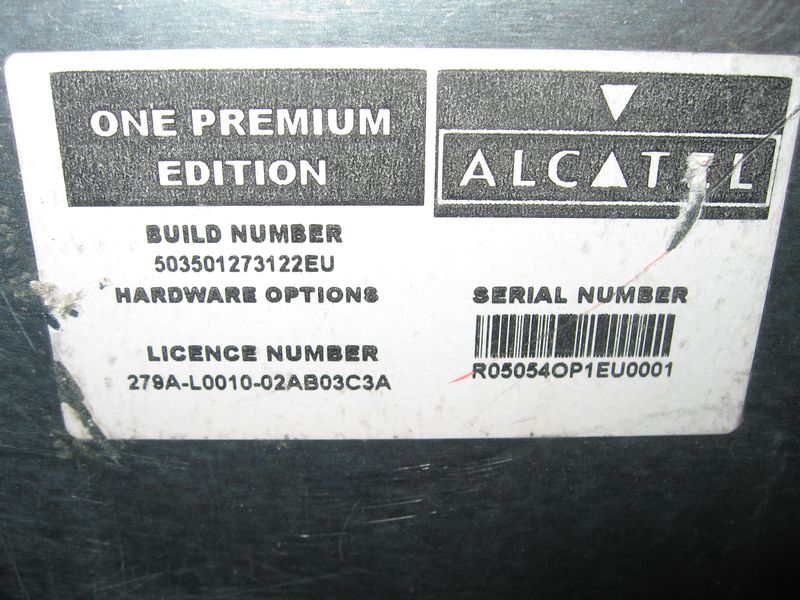 ONE PREMIUM
EDITION
ALCATEL
BUILD NUMBER
503501273122EU
HARDWARE OPTIONS
LICENCE NUMBER
279A-L0010-02AB03C3A
SERIAL NUMBER
R05054OP1EU0001